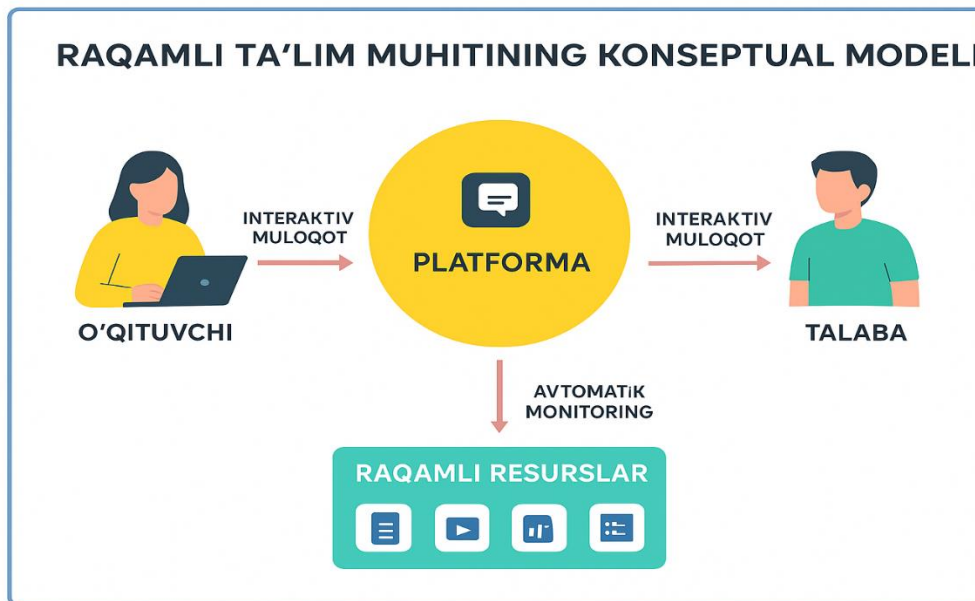 RAQAMLI TA'LIM MUHITINING KONSEPTUAL MODELI
INTERAKTIV
MULOQOT
PLATFORMA
INTERAKTIV
MULOQOT
O'QITUVCHI
TALABA
AVTOMATIK
MONITORING
RAQAMLI RESURSLAR